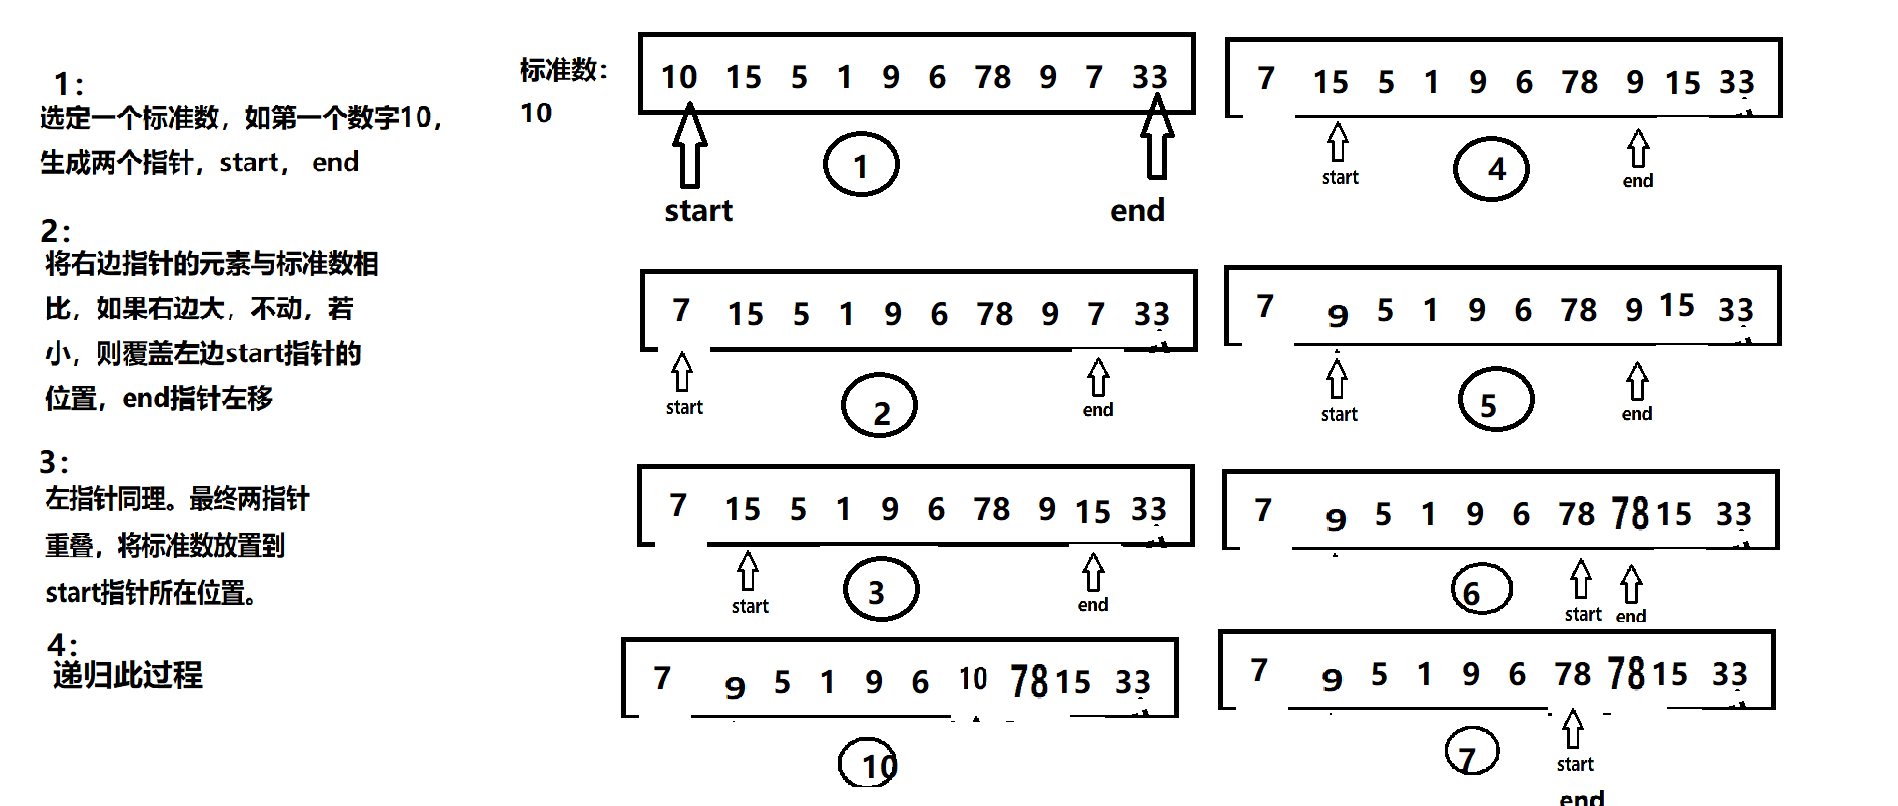 1：
选定一个标准数，如第一个数字10，
生成两个指针，start， end
2：
将右边指针的元素与标准数相
比，如果右边大，不动，若
小，则覆盖左边start指针的
位置，end指针左移
3：
左指针同理。最终两指针
重叠，将标准数放置到
start指针所在位置。
4：
递归此过程
标准数：
10
10 15 5 1 9 6 78 9 7 33
start
1
end
7 15 5 1 9 6 78 9 7 33
start
2
end
7 15 5 1 9 6 78 9 15 33
start
3
end
7 15 5 1 9 6 78 9 15 33
start
4
end
7 9 5 1 9 6 78 9 15 33
start
5
end
7 9 5 1 9 6 78 78 15 33
6
start end
7 9 5 1 9 6 78 78 15 33
7
start
end
7 9 5 1 9 6 10 78 15 33
10